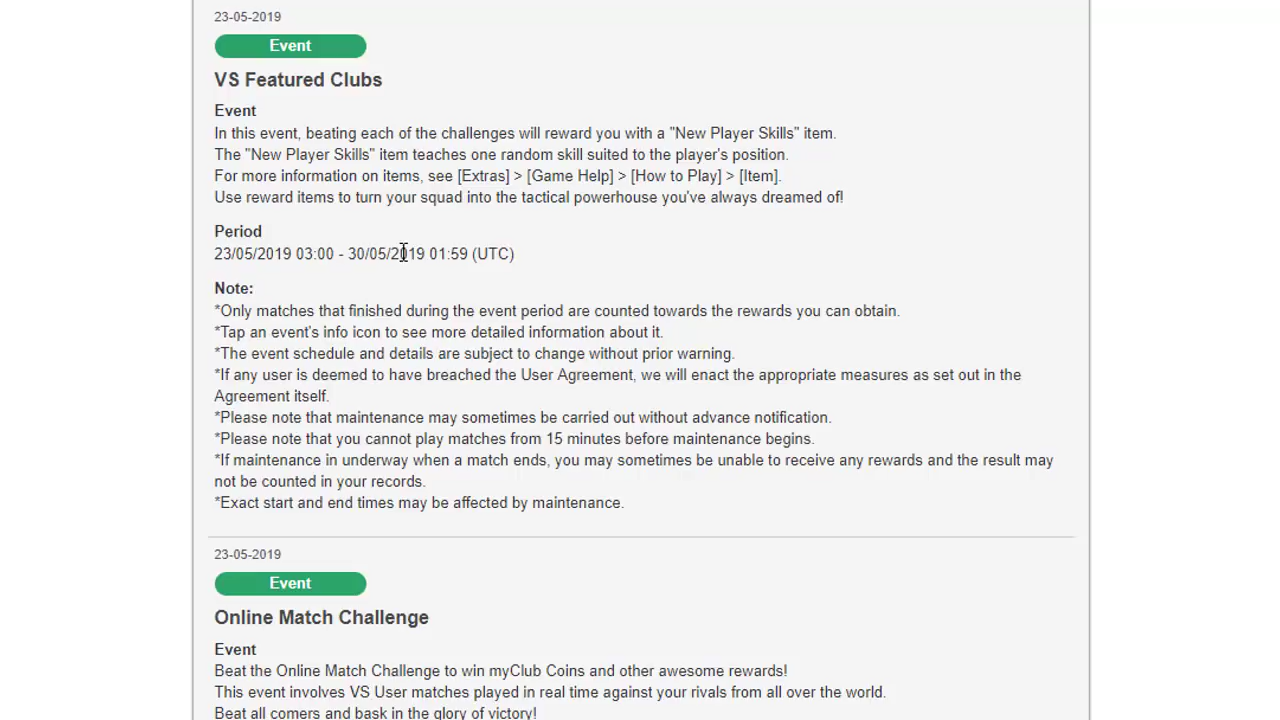 23-05-2019
Event
VS Featured Clubs
Event
In this event, beating each of the challenges will reward you with a "New Player Skills" item.
The "New Player Skills" item teaches one random skill suited to the player's position.
For more information on items, see [Extras] > [Game Help] > [How to Play] > [Item].
Use reward items to turn your squad into the tactical powerhouse you've always dreamed of!
Period
23/05/2019 03:00 - 30/05/2019 01:59 (UTC)
Note:
*Only matches that finished during the event period are counted towards the rewards you can obtain.
*Tap an event's info icon to see more detailed information about it.
*The event schedule and details are subject to change without prior warning.
*If any user is deemed to have breached the User Agreement, we will enact the appropriate measures as set out in the
Agreement itself.
*Please note that maintenance may sometimes be carried out without advance notification.
*Please note that you cannot play matches from 15 minutes before maintenance begins.
*If maintenance in underway when a match ends, you may sometimes be unable to receive any rewards and the result may
not be counted in your records.
*Exact start and end times may be affected by maintenance.
23-05-2019
Event
Online Match Challenge
Event
Beat the Online Match Challenge to win myClub Coins and other awesome rewards!
This event involves VS User matches played in real time against your rivals from all over the world.
Beat all comers and bask in the glory of victory!